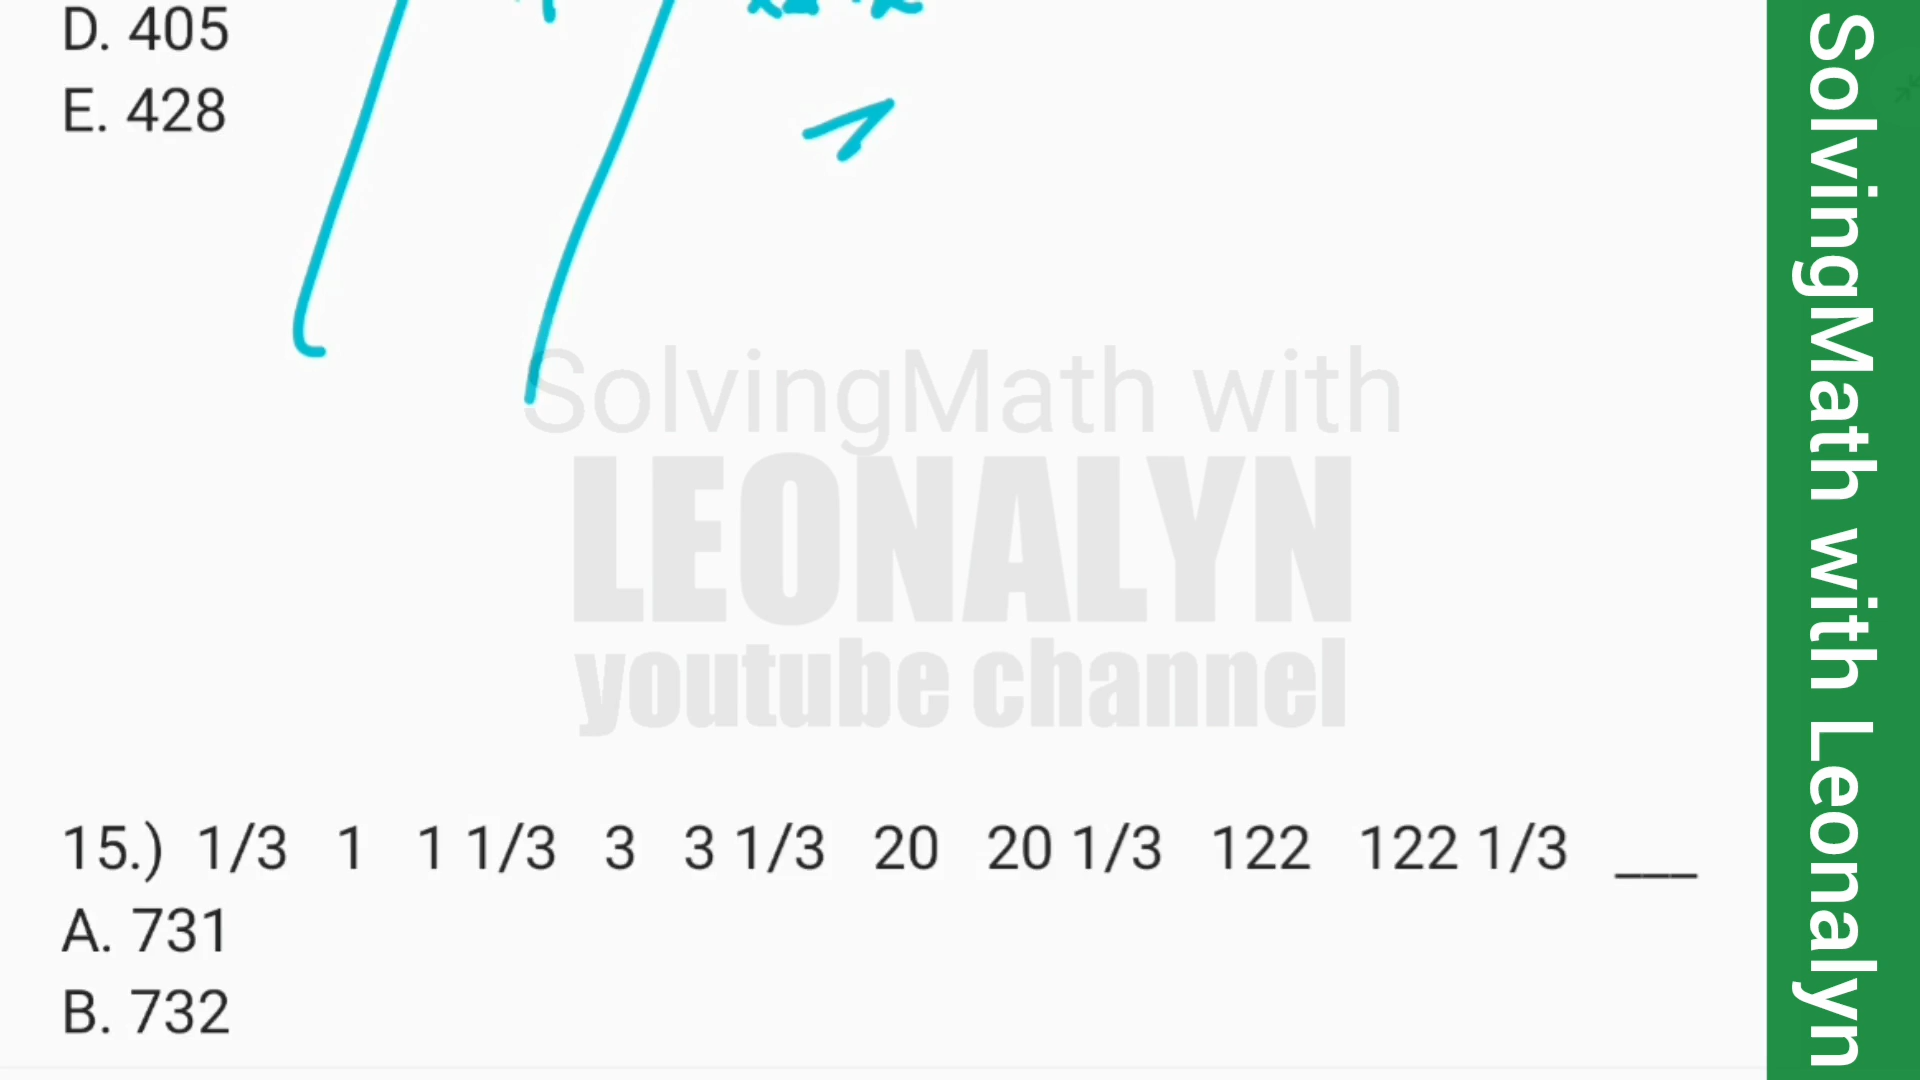 D. 405
E. 428
SolvingMath with
LEONALYN
youtube channel
15.) 1/3 1 1 1/3 3 3 1/3 20 20 1/3 122 122 1/3 ___
A. 731
B. 732
SolvingMath with Leonalyn